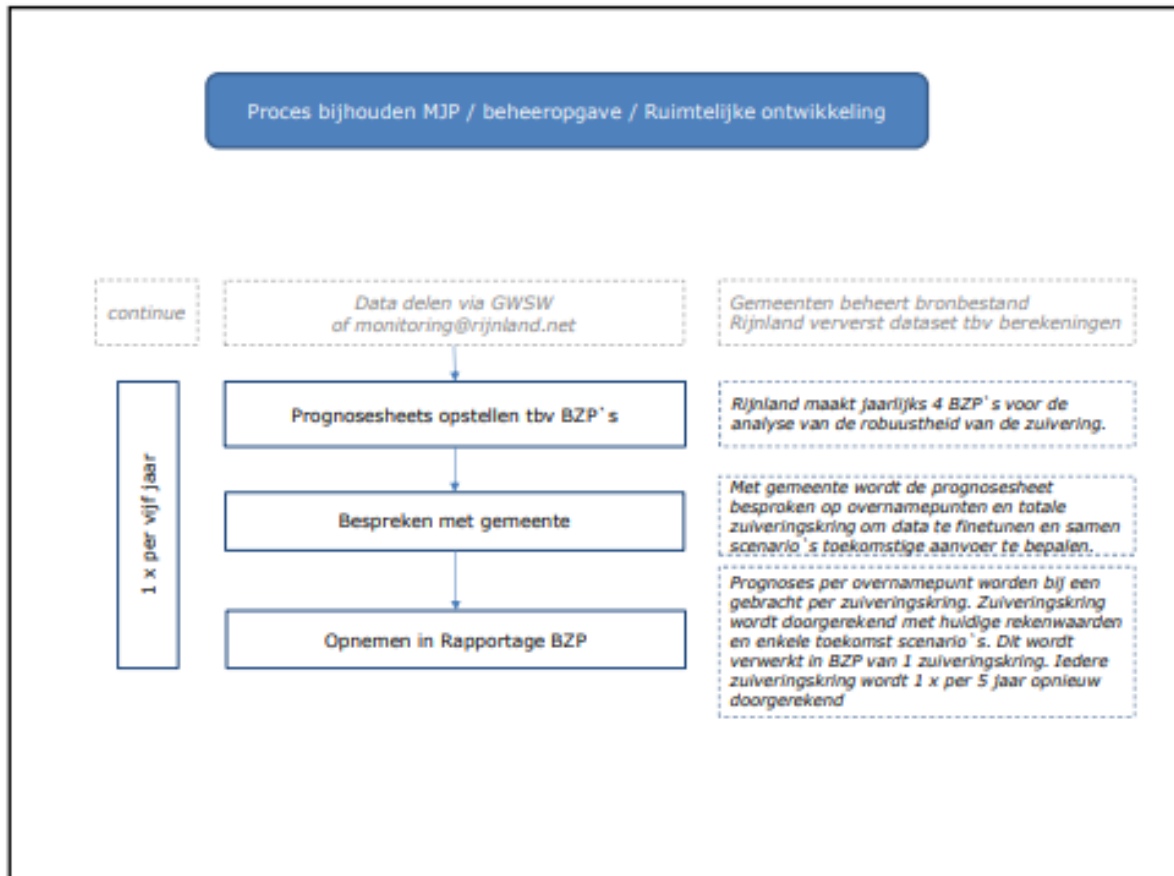 Proces bijhouden MJP / beheeropgave / Ruimtelijke ontwikkeling
continue
Data delen via GWSW
of monitoring@rijnland.net
Gemeenten beheert bronbestand
Rijnland ververst dataset tbv berekeningen
1 x per vijf jaar
Prognosesheets opstellen tbv BZP`s
Rijnland maakt jaarlijks 4 BZP`s voor de
analyse van de robuustheid van de zuivering.
Bespreken met gemeente
Met gemeente wordt de prognosesheet
besproken op overnamepunten en totale
zuiveringskring om data te finetunen en samen
scenario`s toekomstige aanvoer te bepalen.
Opnemen in Rapportage BZP
Prognoses per overnamepunt worden bij een
gebracht per zuiveringskring. Zuiveringskring
wordt doorgerekend met huidige rekenwaarden
en enkele toekomst scenario`s. Dit wordt
verwerkt in BZP van 1 zuiveringskring. Iedere
zuiveringskring wordt 1 x per 5 jaar opnieuw
doorgerekend